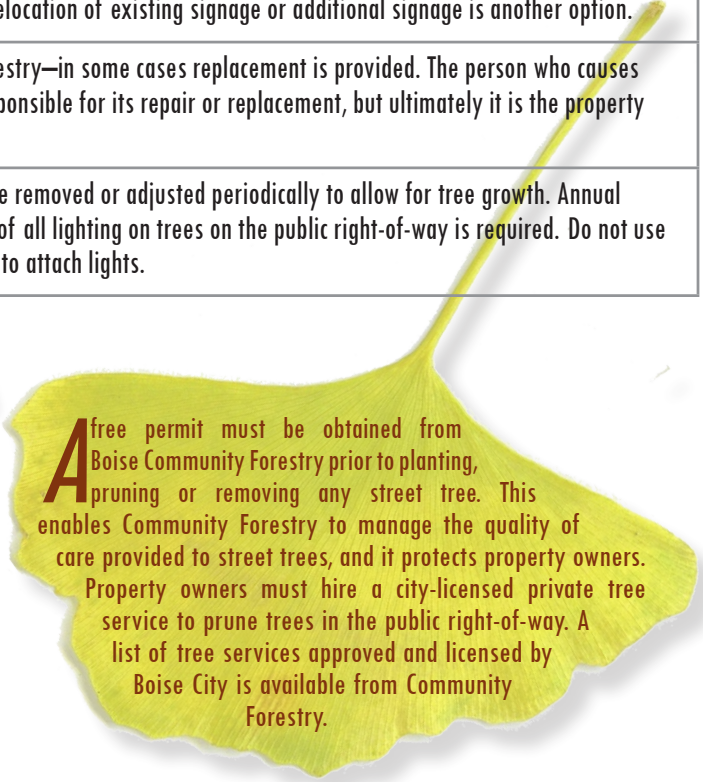 elocation of existing signage or additional signage is another option.
estry—in some cases replacement is provided. The person who causes
ponsible for its repair or replacement, but ultimately it is the property
e removed or adjusted periodically to allow for tree growth. Annual
of all lighting on trees on the public right-of-way is required. Do not use
to attach lights.
A free permit must be obtained from
Boise Community Forestry prior to planting,
pruning or removing any street tree. This
enables Community Forestry to manage the quality of
care provided to street trees, and it protects property owners.
Property owners must hire a city-licensed private tree
service to prune trees in the public right-of-way. A
list of tree services approved and licensed by
Boise City is available from Community
Forestry.